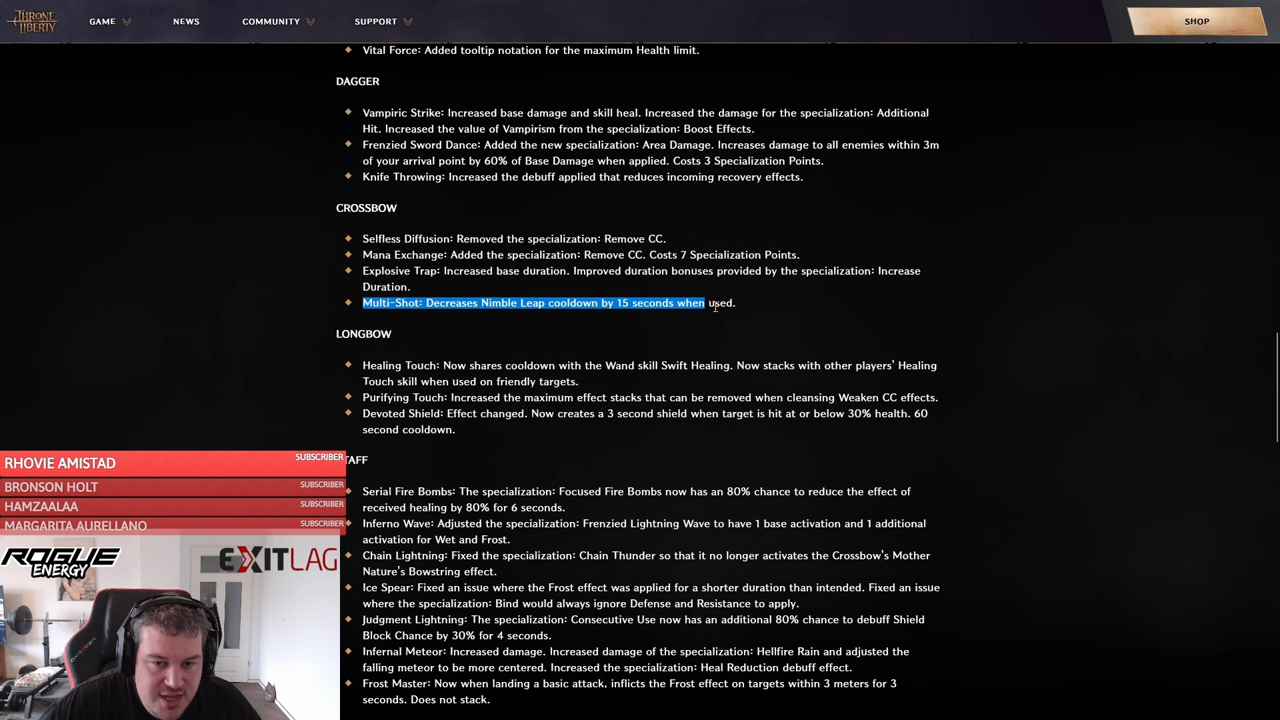 THRONE
LIBERTY
GAME
NEWS
COMMUNITY
SUPPORT
SHOP
Vital Force: Added tooltip notation for the maximum Health limit.
DAGGER
Vampiric Strike: Increased base damage and skill heal. Increased the damage for the specialization: Additional
Hit. Increased the value of Vampirism from the specialization: Boost Effects.
Frenzied Sword Dance: Added the new specialization: Area Damage. Increases damage to all enemies within 3m
of your arrival point by 60% of Base Damage when applied. Costs 3 Specialization Points.
Knife Throwing: Increased the debuff applied that reduces incoming recovery effects.
CROSSBOW
Selfless Diffusion: Removed the specialization: Remove CC.
Mana Exchange: Added the specialization: Remove CC. Costs 7 Specialization Points.
Explosive Trap: Increased base duration. Improved duration bonuses provided by the specialization: Increase
Duration.
Multi-Shot: Decreases Nimble Leap cooldown by 15 seconds when used.
LONGBOW
Healing Touch: Now shares cooldown with the Wand skill Swift Healing. Now stacks with other players' Healing
Touch skill when used on friendly targets.
Purifying Touch: Increased the maximum effect stacks that can be removed when cleansing Weaken CC effects.
Devoted Shield: Effect changed. Now creates a 3 second shield when target is hit at or below 30% health. 60
second cooldown.
TAFF
Serial Fire Bombs: The specialization: Focused Fire Bombs now has an 80% chance to reduce the effect of
received healing by 80% for 6 seconds.
Inferno Wave: Adjusted the specialization: Frenzied Lightning Wave to have 1 base activation and 1 additional
activation for Wet and Frost.
Chain Lightning: Fixed the specialization: Chain Thunder so that it no longer activates the Crossbow's Mother
Nature's Bowstring effect.
Ice Spear: Fixed an issue where the Frost effect was applied for a shorter duration than intended. Fixed an issue
where the specialization: Bind would always ignore Defense and Resistance to apply.
Judgment Lightning: The specialization: Consecutive Use now has an additional 80% chance to debuff Shield
Block Chance by 30% for 4 seconds.
Infernal Meteor: Increased damage. Increased damage of the specialization: Hellfire Rain and adjusted the
falling meteor to be more centered. Increased the specialization: Heal Reduction debuff effect.
Frost Master: Now when landing a basic attack, inflicts the Frost effect on targets within 3 meters for 3
seconds. Does not stack.
RHOVIE AMISTAD SUBSCRIBER
BRONSON HOLT SUBSCRIBER
HAMZAALAA SUBSCRIBER
MARGARITA AURELLANO SUBSCRIBER
ROGUE
ENERGY
EXITLAG